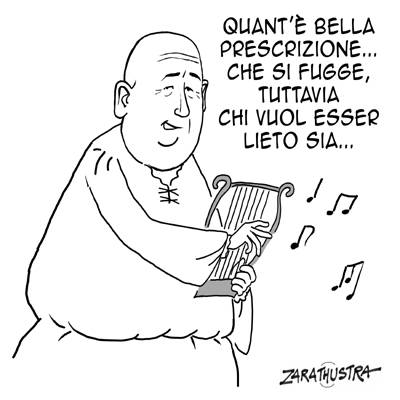 QUANT'È BELLA
PRESCRIZIONE...
CHE SI FUGGE,
TUTTAVIA
CHI VUOL ESSER
LIETO SIA...
ZARATHUSTRA